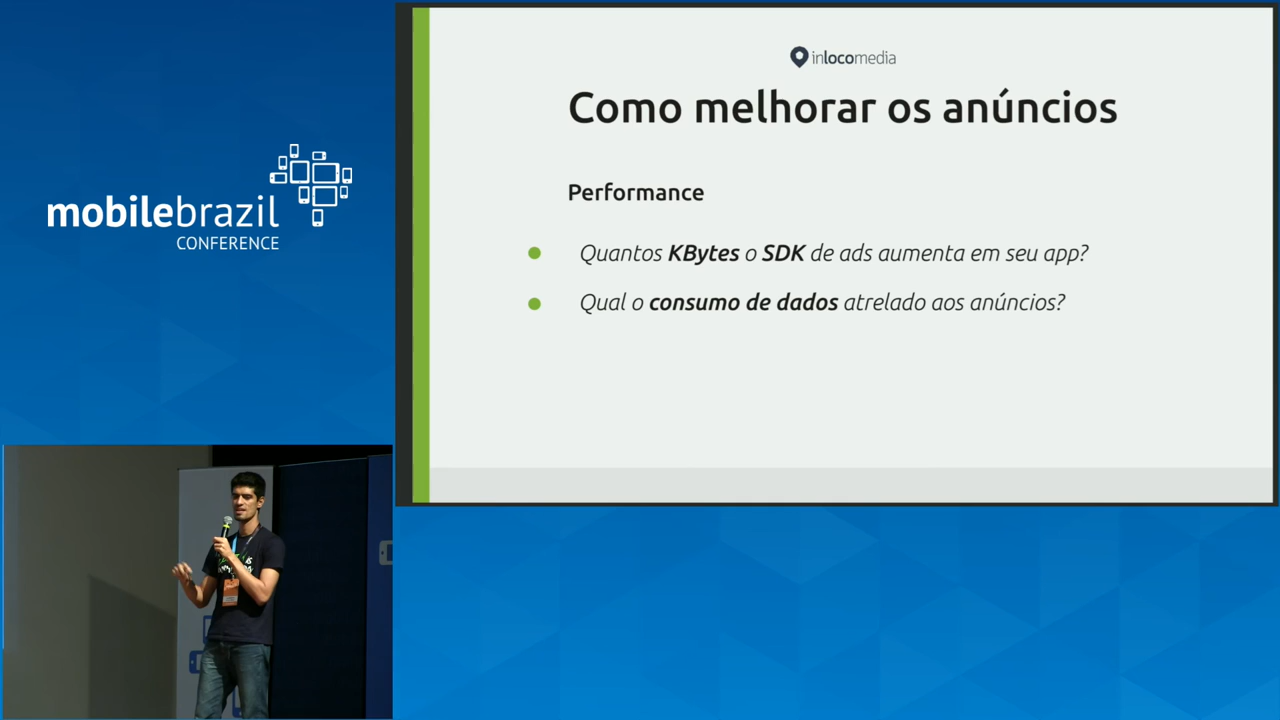 mobilebrazil
CONFERENCE
inlocomedia
Como melhorar os anúncios
Performance
Quantos KBytes o SDK de ads aumenta em seu app?
Qual o consumo de dados atrelado aos anúncios?